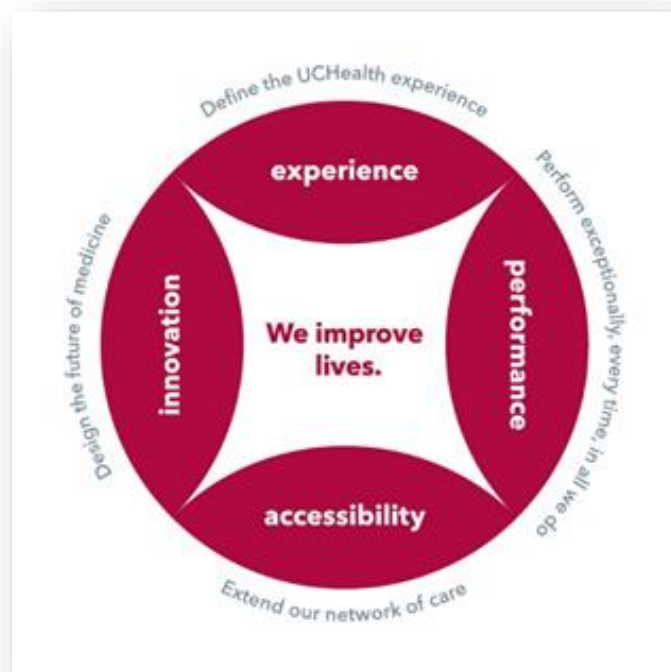 Define the UCHealth experience
experience
Perform exceptionally, every time, in all we do
performance
We improve
lives.
innovation
Design the future of medicine
accessibility
Extend our network of care